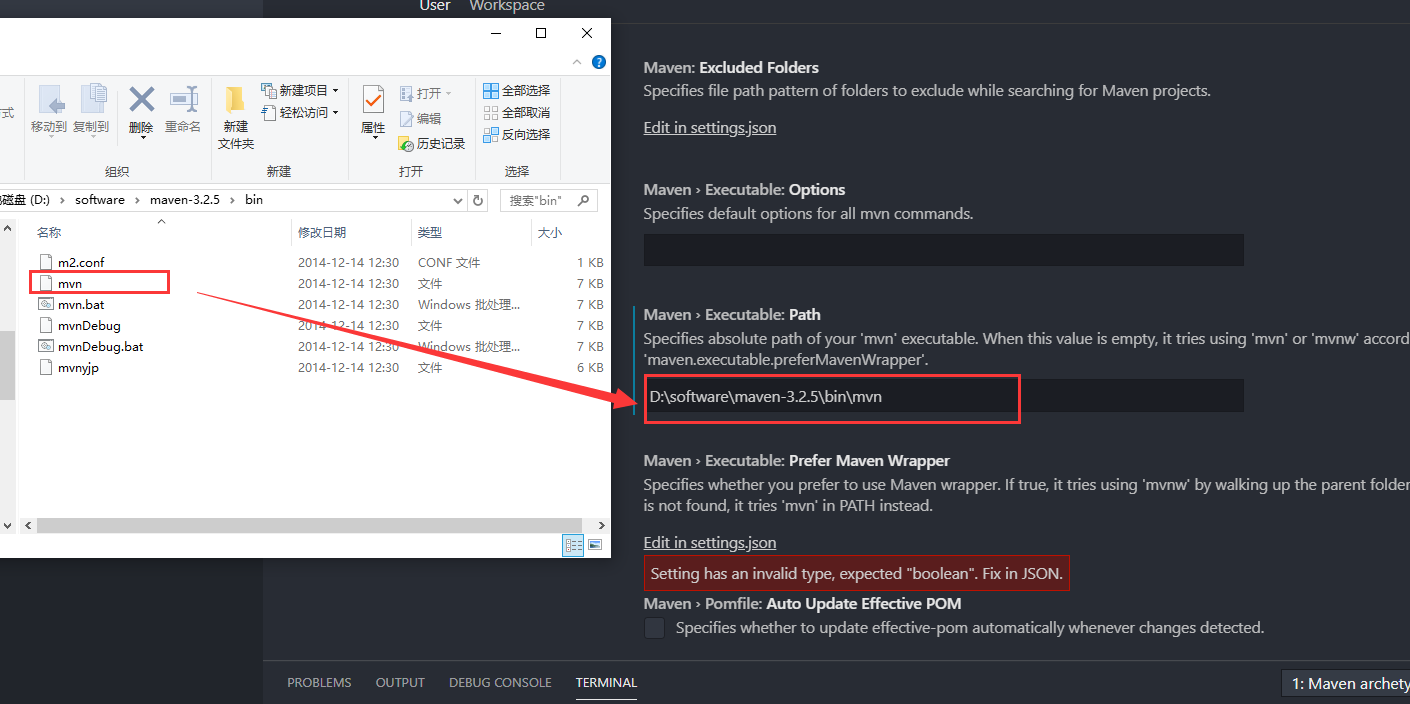 User Workspace
式
移动到 复制到 删除 重命名
组织
新建
文件夹
新建项目
轻松访问
新建
属性
打开
编辑
历史记录
打开
全部选择
全部取消
反向选择
选择
磁盘 (D:) › software › maven-3.2.5 › bin
搜索"bin"
名称 修改日期 类型 大小
m2.conf 2014-12-14 12:30 CONF 文件 1 KB
mvn 2014-12-14 12:30 文件 7 KB
mvn.bat 2014-12-14 12:30 Windows 批处理... 7 KB
mvnDebug 2014-12-14 12:30 文件 7 KB
mvnDebug.bat 2014-12-14 12:30 Windows 批处理... 7 KB
mvnyjp 2014-12-14 12:30 文件 6 KB
Maven: Excluded Folders
Specifies file path pattern of folders to exclude while searching for Maven projects.
Edit in settings.json
Maven › Executable: Options
Specifies default options for all mvn commands.
Maven › Executable: Path
Specifies absolute path of your 'mvn' executable. When this value is empty, it tries using 'mvn' or 'mvnw' accord
'maven.executable.preferMavenWrapper'.
D:\software\maven-3.2.5\bin\mvn
Maven › Executable: Prefer Maven Wrapper
Specifies whether you prefer to use Maven wrapper. If true, it tries using 'mvnw' by walking up the parent folder
is not found, it tries 'mvn' in PATH instead.
Edit in settings.json
Setting has an invalid type, expected "boolean". Fix in JSON.
Maven › Pomfile: Auto Update Effective POM
Specifies whether to update effective-pom automatically whenever changes detected.
PROBLEMS OUTPUT DEBUG CONSOLE TERMINAL
1: Maven archety